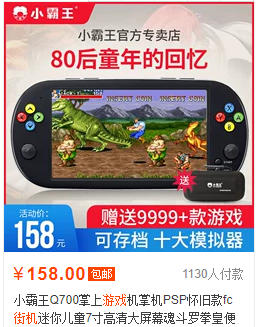 小霸王
小霸王官方专卖店
80后童年的回忆
INSERT COIN
INSERT COIN
送
活动价:
158元
赠送9999+款游戏
可存档 十大模拟器
¥158.00 包邮 1130人付款
小霸王Q700掌上游戏机掌机PSP怀旧款fc
街机迷你儿童7寸高清大屏幕魂斗罗拳皇便